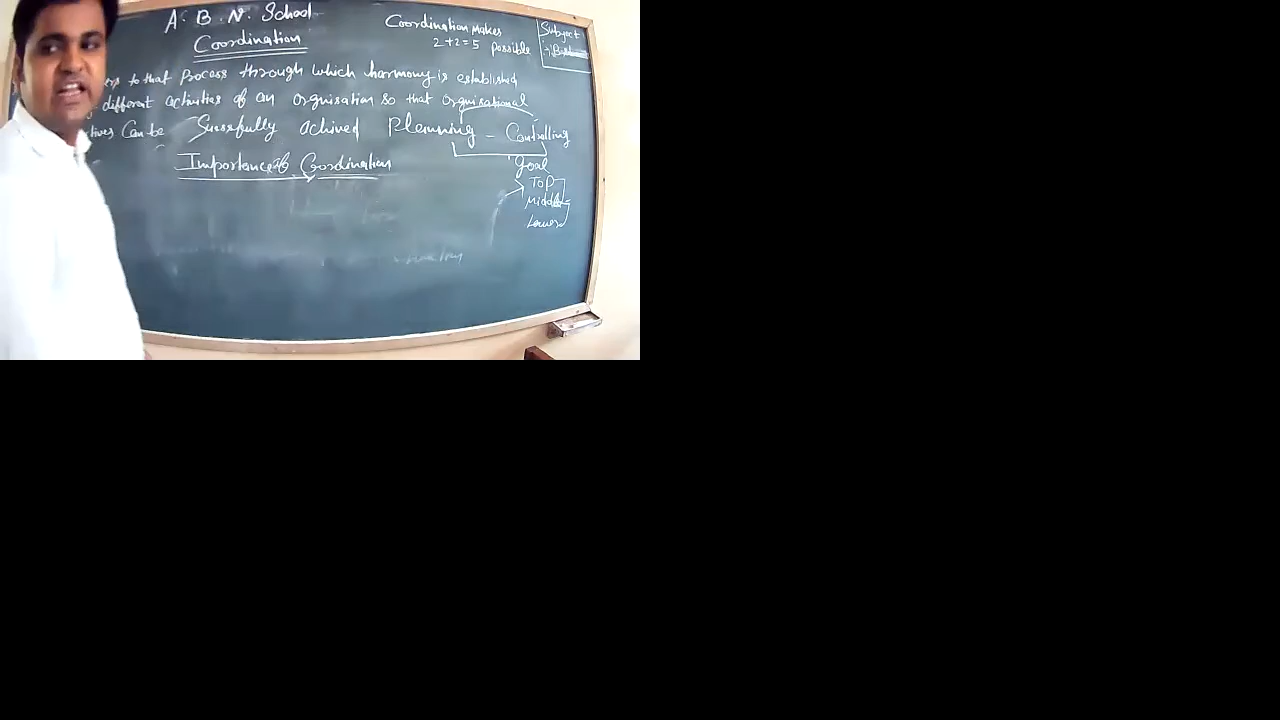 A. B. N. School
Coordination
Coordination Makes
2+2=5 possible
Subject
to that Process through which harmony is established
different activities of an orgnisation so that orgnisational
Can be Sucssfully achived Planning - Controlling
Importance of Coordination
Goal
Top
Middle
Lower